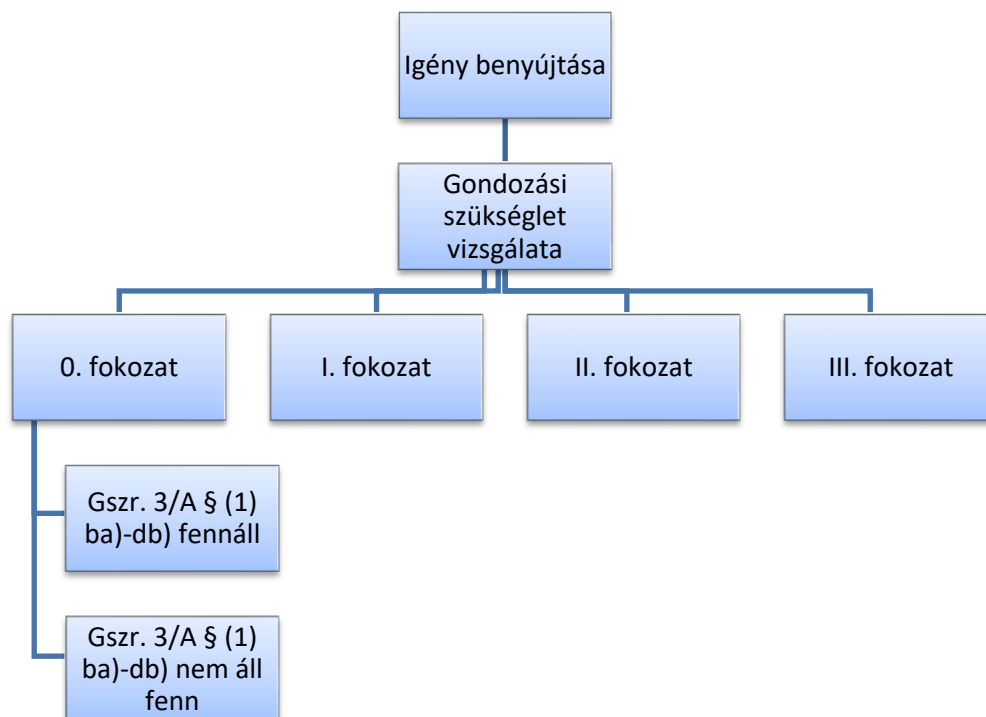 Igény benyújtása
Gondozási
szükséglet
vizsgálata
0. fokozat
I. fokozat
II. fokozat
III. fokozat
Gszr. 3/A § (1)
ba)-db) fennáll
Gszr. 3/A § (1)
ba)-db) nem áll
fenn